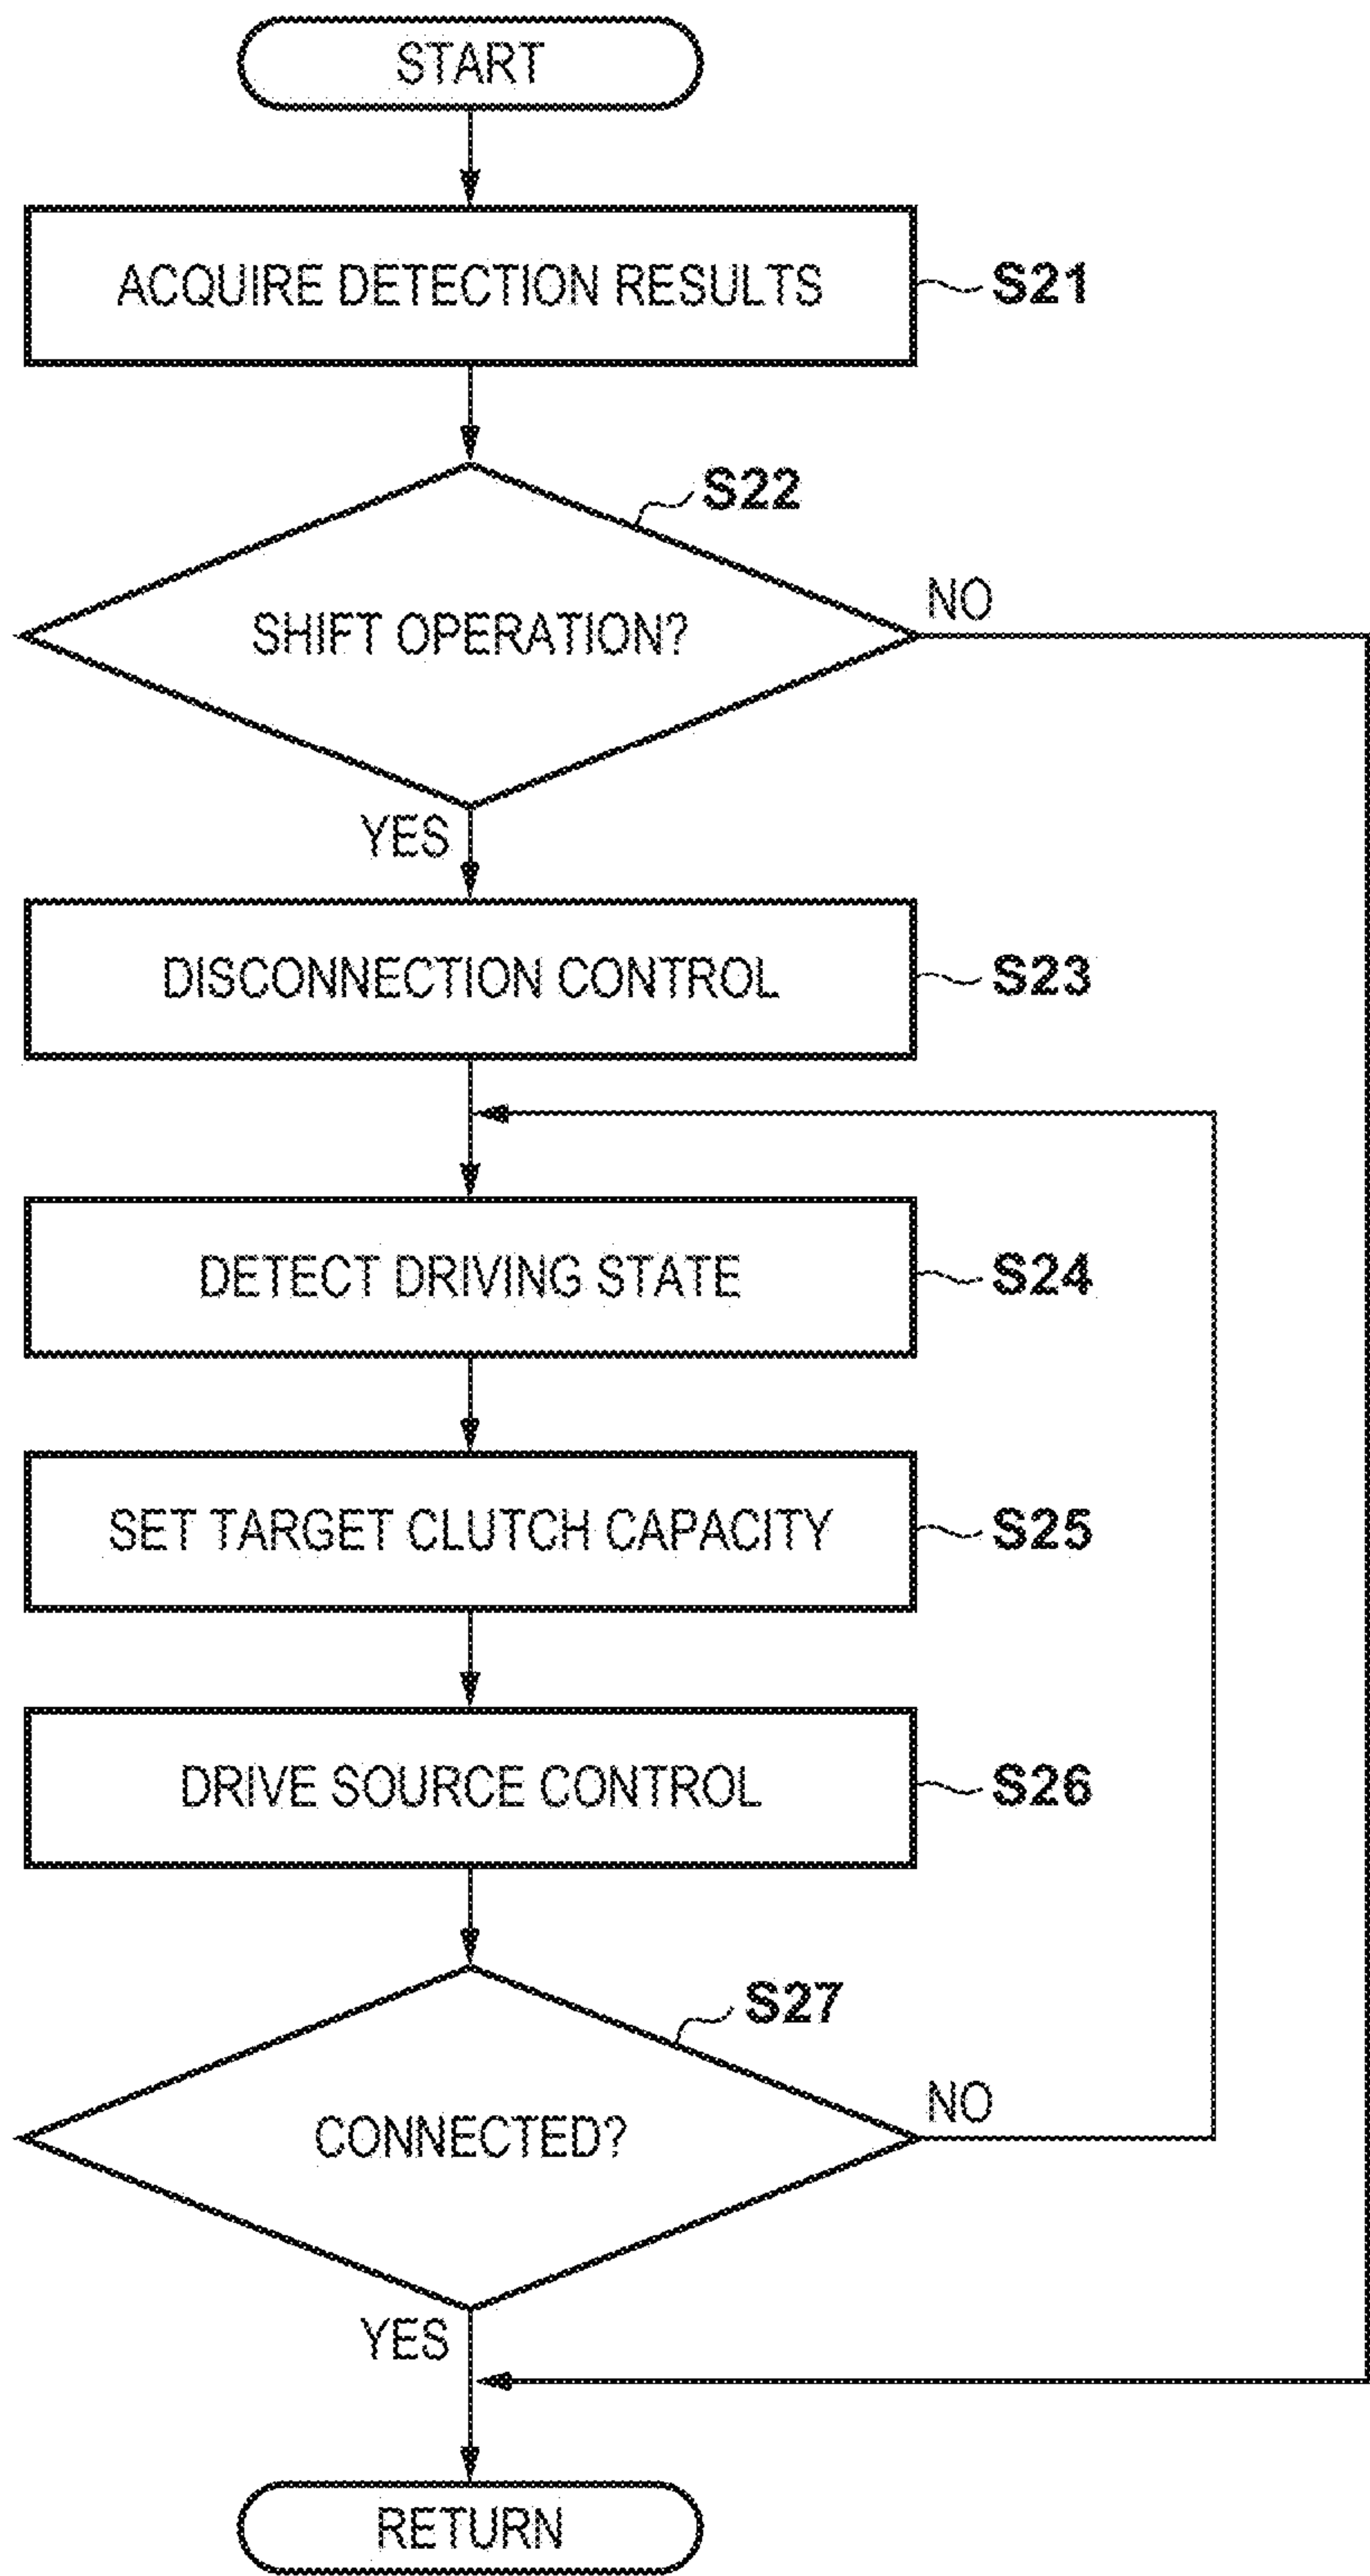 START
ACQUIRE DETECTION RESULTS
S21
S22
SHIFT OPERATION?
NO
YES
DISCONNECTION CONTROL
S23
DETECT DRIVING STATE
S24
SET TARGET CLUTCH CAPACITY
S25
DRIVE SOURCE CONTROL
S26
S27
CONNECTED?
NO
YES
RETURN